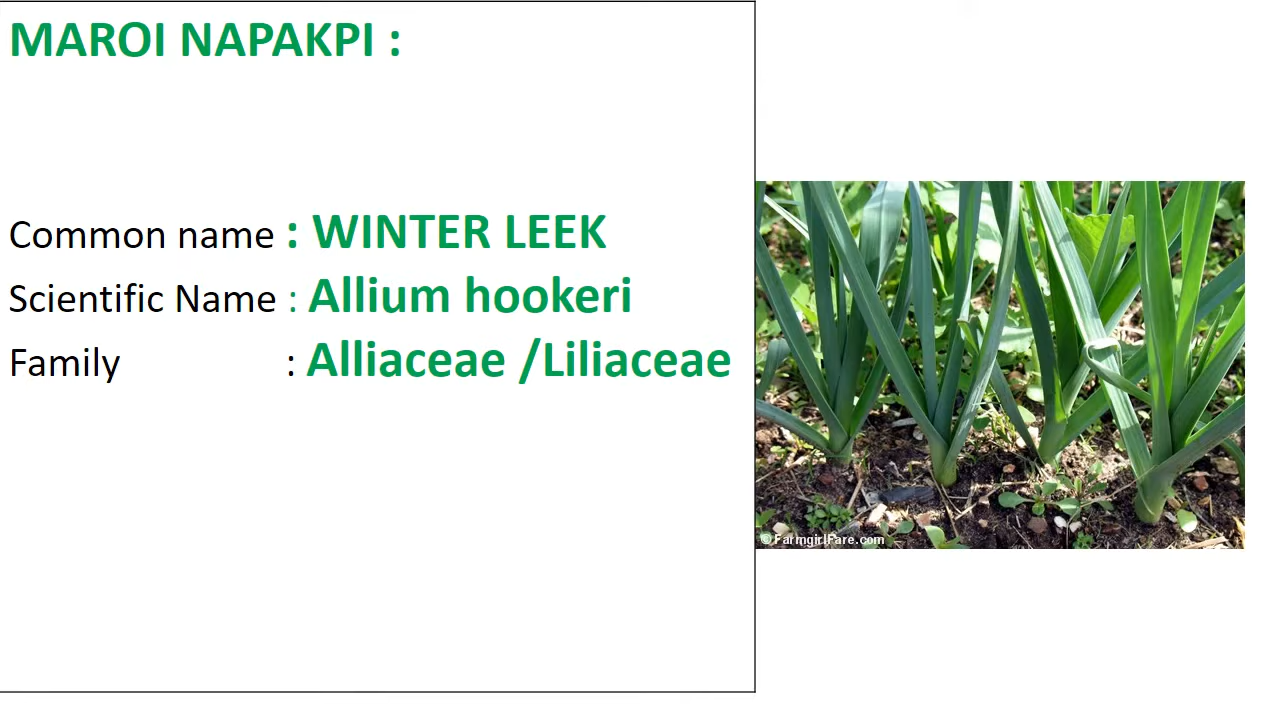 MAROI NAPAKPI :
Common name : WINTER LEEK
Scientific Name : Allium hookeri
Family : Alliaceae /Liliaceae
© FarmgirlFare.com